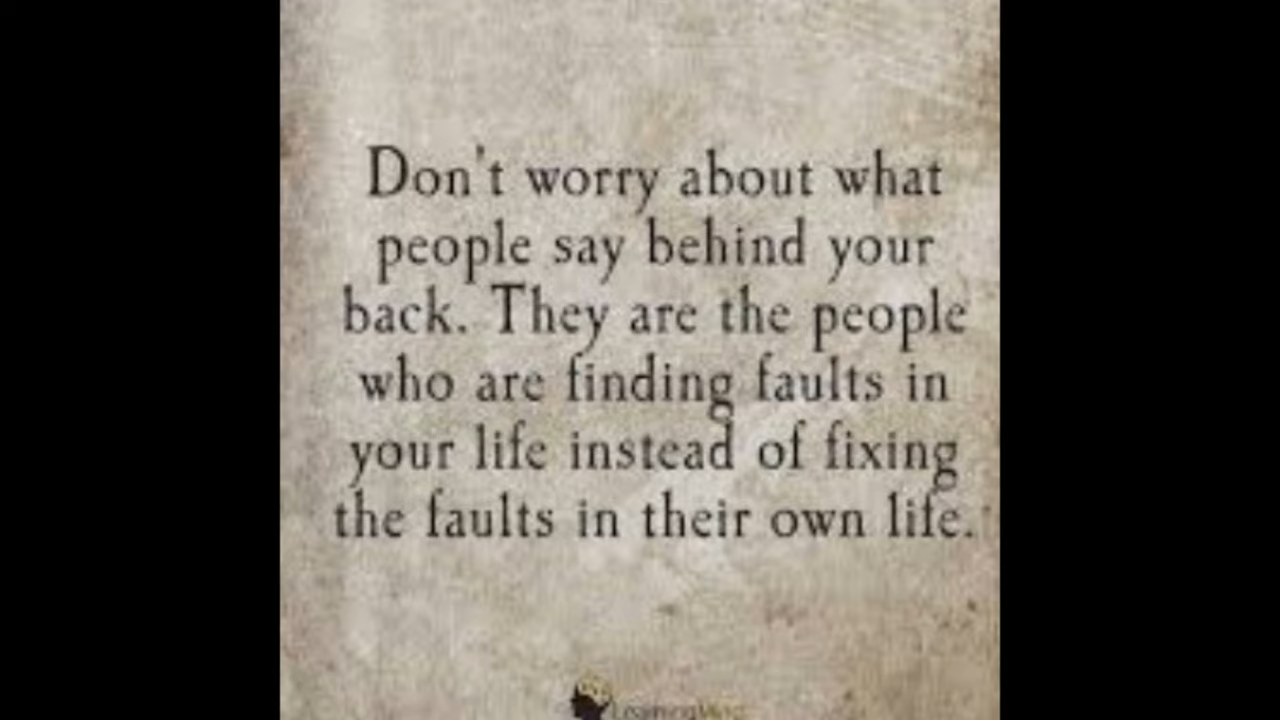 Don't worry about what
people say behind your
back. They are the people
who are finding faults in
your life instead of fixing
the faults in their own life.